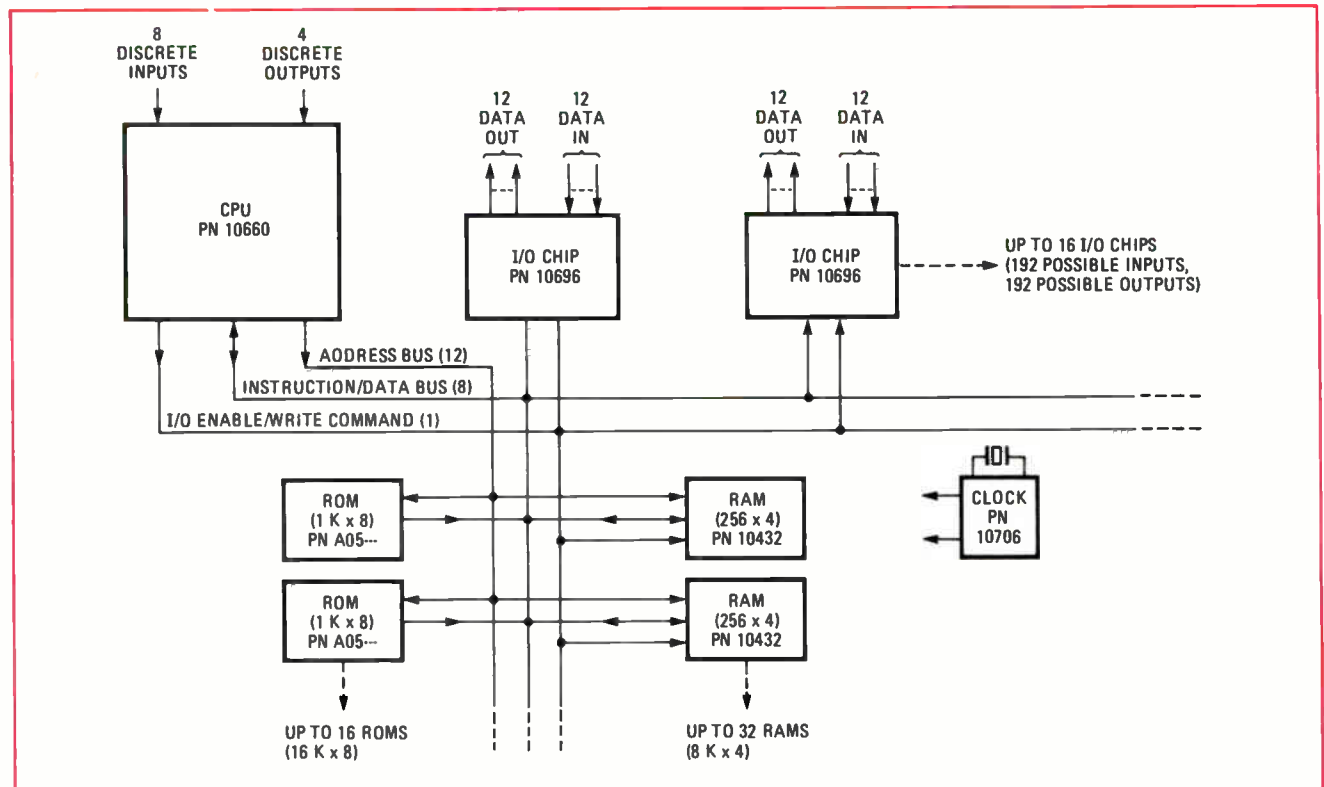 8
DISCRETE
INPUTS
4
DISCRETE
OUTPUTS
CPU
PN 10660
12
DATA
OUT
12
DATA
IN
I/O CHIP
PN 10696
12
DATA
OUT
12
DATA
IN
I/O CHIP
PN 10696
UP TO 16 I/O CHIPS
(192 POSSIBLE INPUTS,
192 POSSIBLE OUTPUTS)
AODRESS BUS (12)
INSTRUCTION/DATA BUS (8)
I/O ENABLE/WRITE COMMAND (1)
ROM
(1 K x 8)
PN A05---
RAM
(256 x 4)
PN 10432
CLOCK
PN
10706
ROM
(1 K x 8)
PN A05---
RAM
(256 x 4)
PN 10432
UP TO 16 ROMS
(16 K x 8)
UP TO 32 RAMS
(8 K x 4)